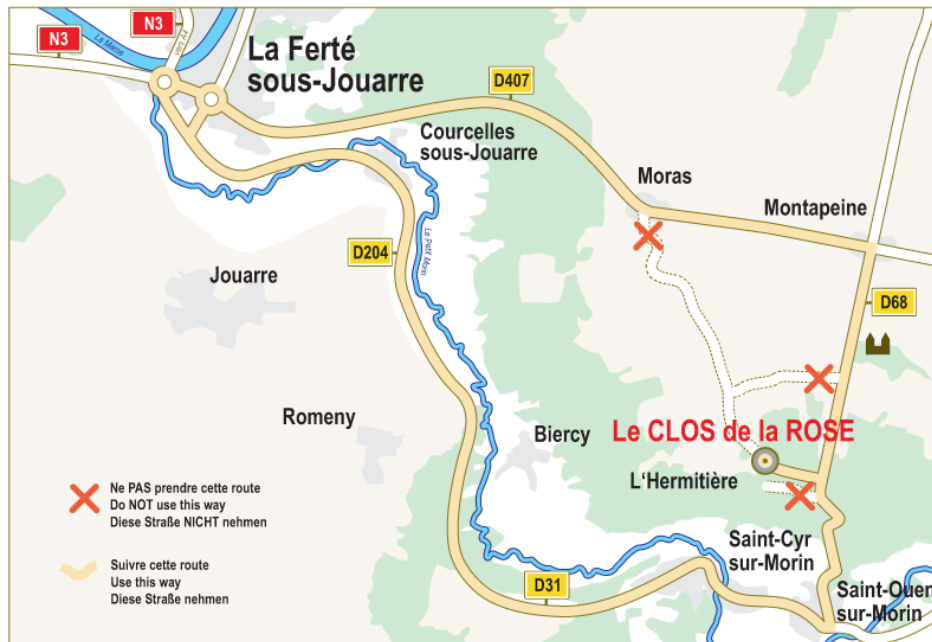 N3
N3
La Marne
La Ferté
sous-Jouarre
D407
Courcelles
sous-Jouarre
Moras
Montapeine
Le Petit Morin
D204
Jouarre
D68
Romeny
Biercy
Le CLOS de la ROSE
L'Hermitière
Ne PAS prendre cette route
Do NOT use this way
Diese Straße NICHT nehmen
Saint-Cyr
sur-Morin
Suivre cette route
Use this way
Diese Straße nehmen
D31
Saint-Ouen
sur-Morin